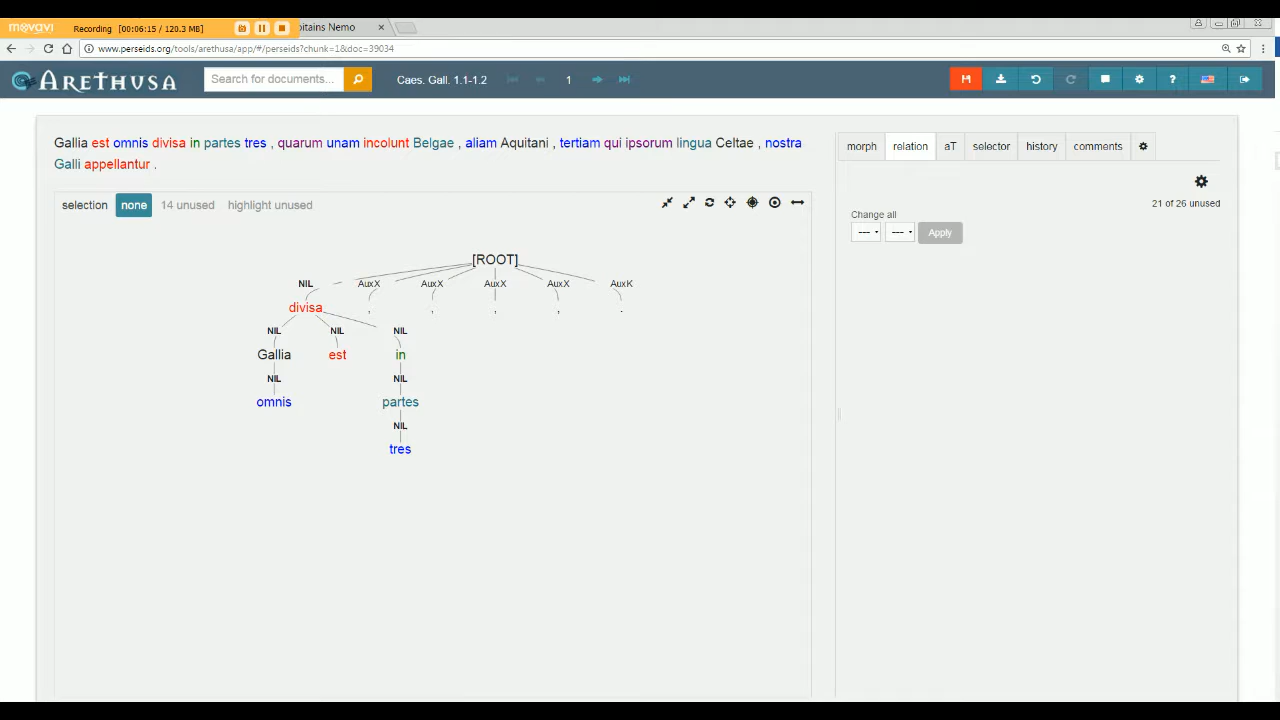 movavi Recording [00:06:15 / 120.3 MB] pitains Nemo
www.perseids.org/tools/arethusa/app/#/perseids?chunk=1&doc=39034
ARETHUSA Search for documents... Caes. Gall. 1.1-1.2 1
Gallia est omnis divisa in partes tres , quarum unam incolunt Belgae , aliam Aquitani , tertiam qui ipsorum lingua Celtae , nostra
Galli appellantur .
morph relation aT selector history comments
selection none 14 unused highlight unused
21 of 26 unused
Change all
--- --- Apply
[ROOT]
NIL AuxX AuxX AuxX AuxX AuxK
divisa , , , , .
NIL NIL NIL
Gallia est in
NIL NIL
omnis partes
NIL
tres